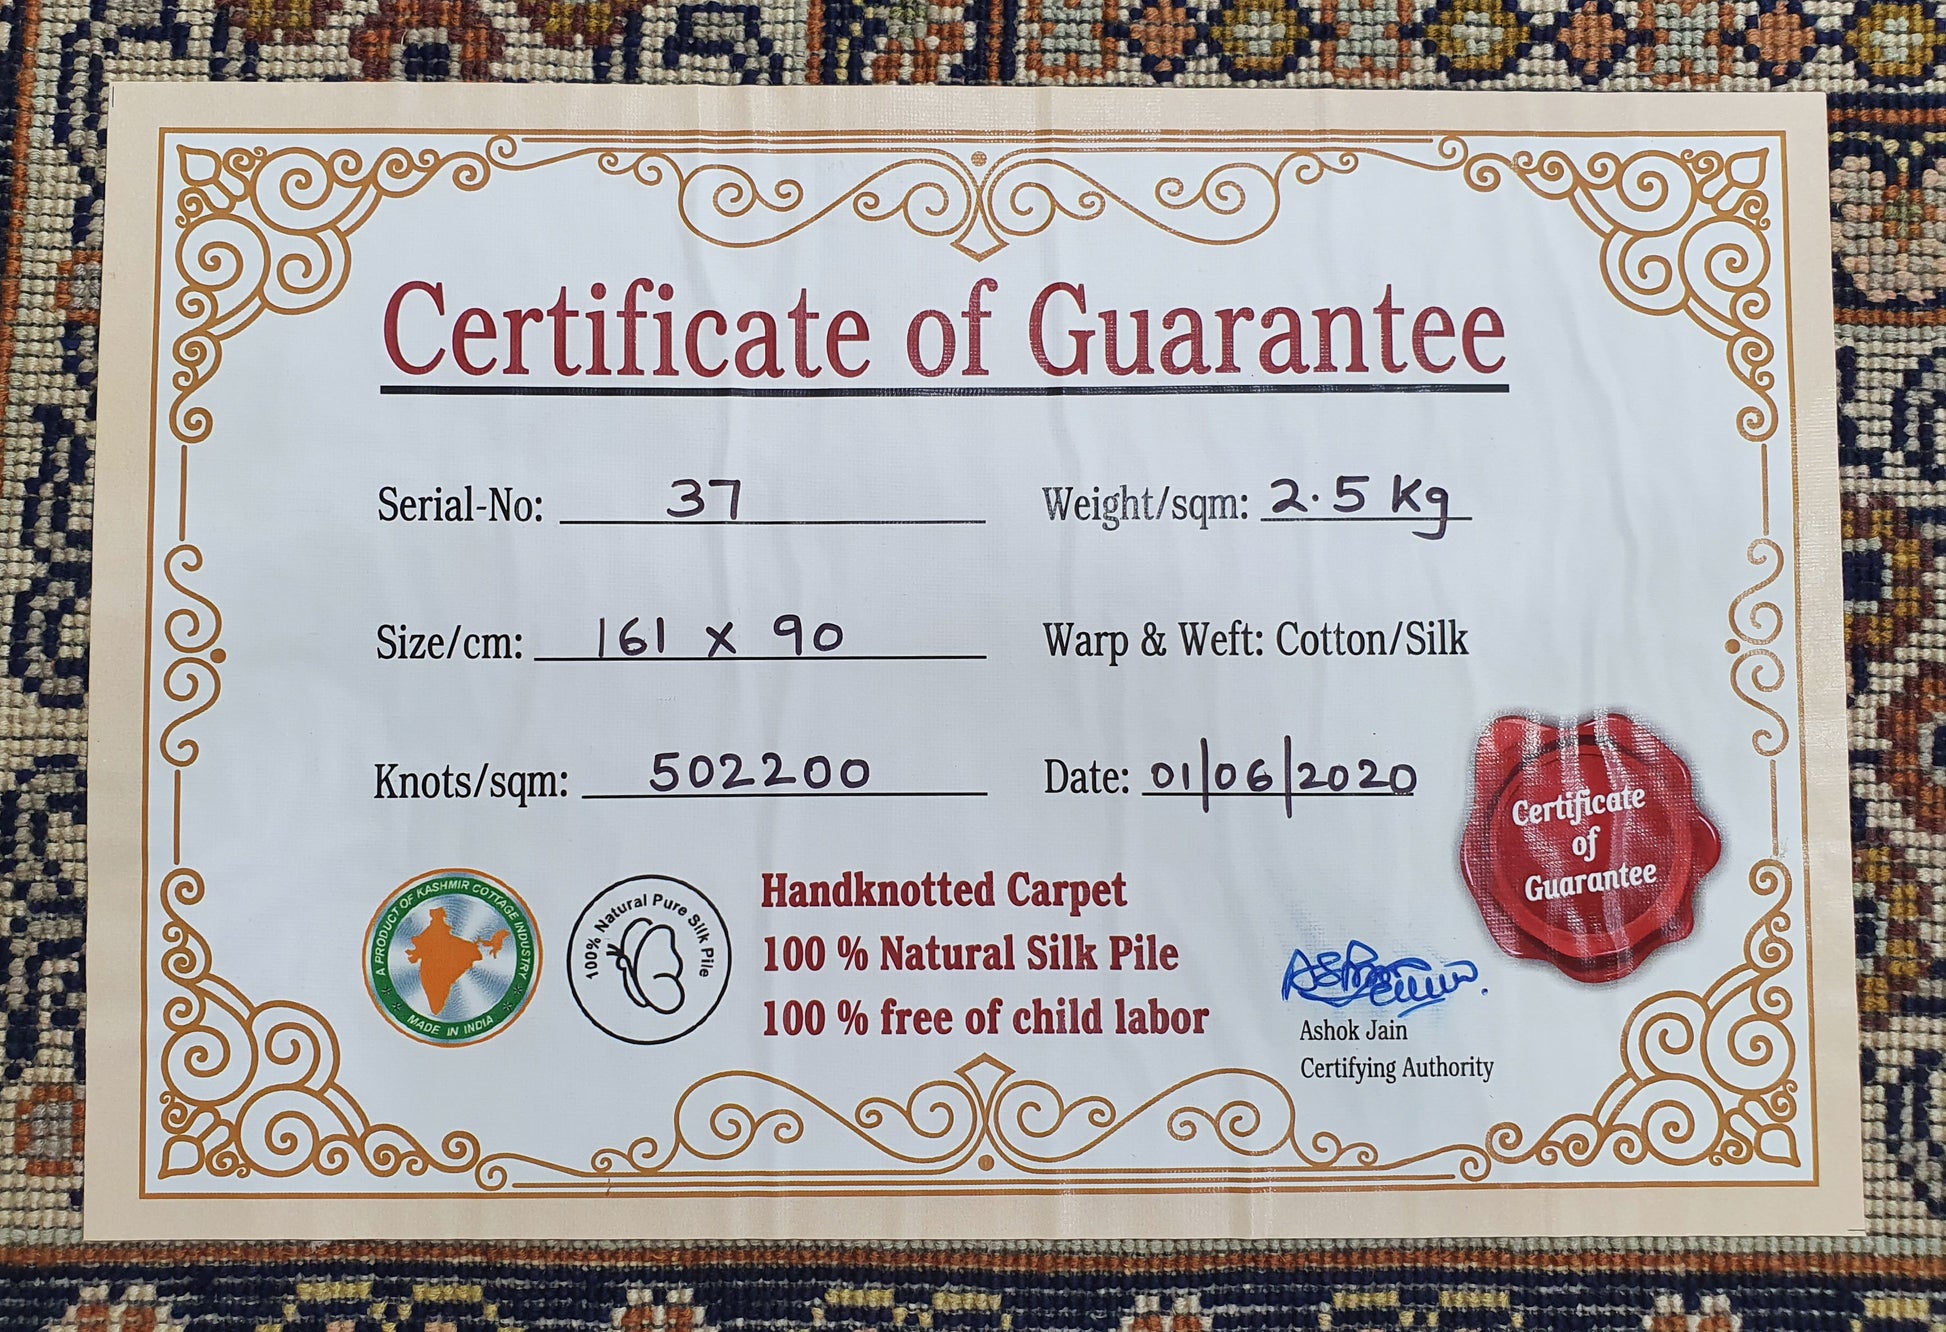 Certificate of Guarantee
Serial-No: 37
Weight/sqm: 2.5 Kg
Size/cm: 161 x 90
Warp & Weft: Cotton/Silk
Knots/sqm: 502200
Date: 01/06/2020
Certificate
of
Guarantee
A PRODUCT OF KASHMIR COTTAGE INDUSTRY
MADE IN INDIA
100% Natural Pure Silk Pile
Handknotted Carpet
100 % Natural Silk Pile
100 % free of child labor
Ashok Jain
Certifying Authority